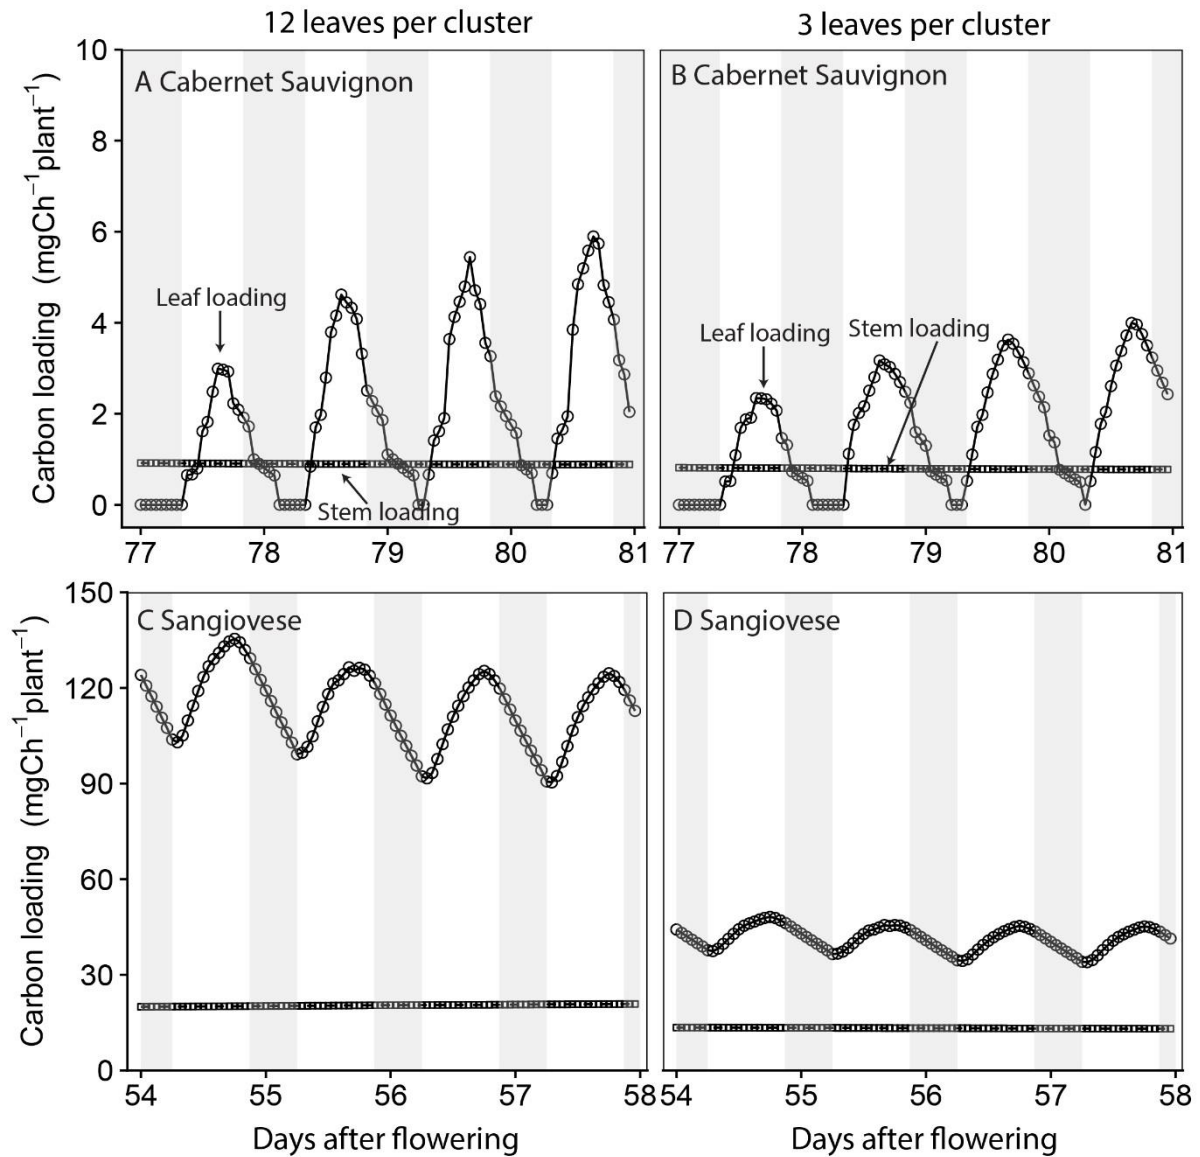 12 leaves per cluster
3 leaves per cluster
Carbon loading (mgCh⁻¹plant⁻¹)
10
8
6
4
2
0
A Cabernet Sauvignon
Leaf loading
Stem loading
77
78
79
80
81
B Cabernet Sauvignon
Leaf loading
Stem loading
77
78
79
80
81
Carbon loading (mgCh⁻¹plant⁻¹)
150
120
90
60
30
0
C Sangiovese
54
55
56
57
58
Days after flowering
D Sangiovese
54
55
56
57
58
Days after flowering